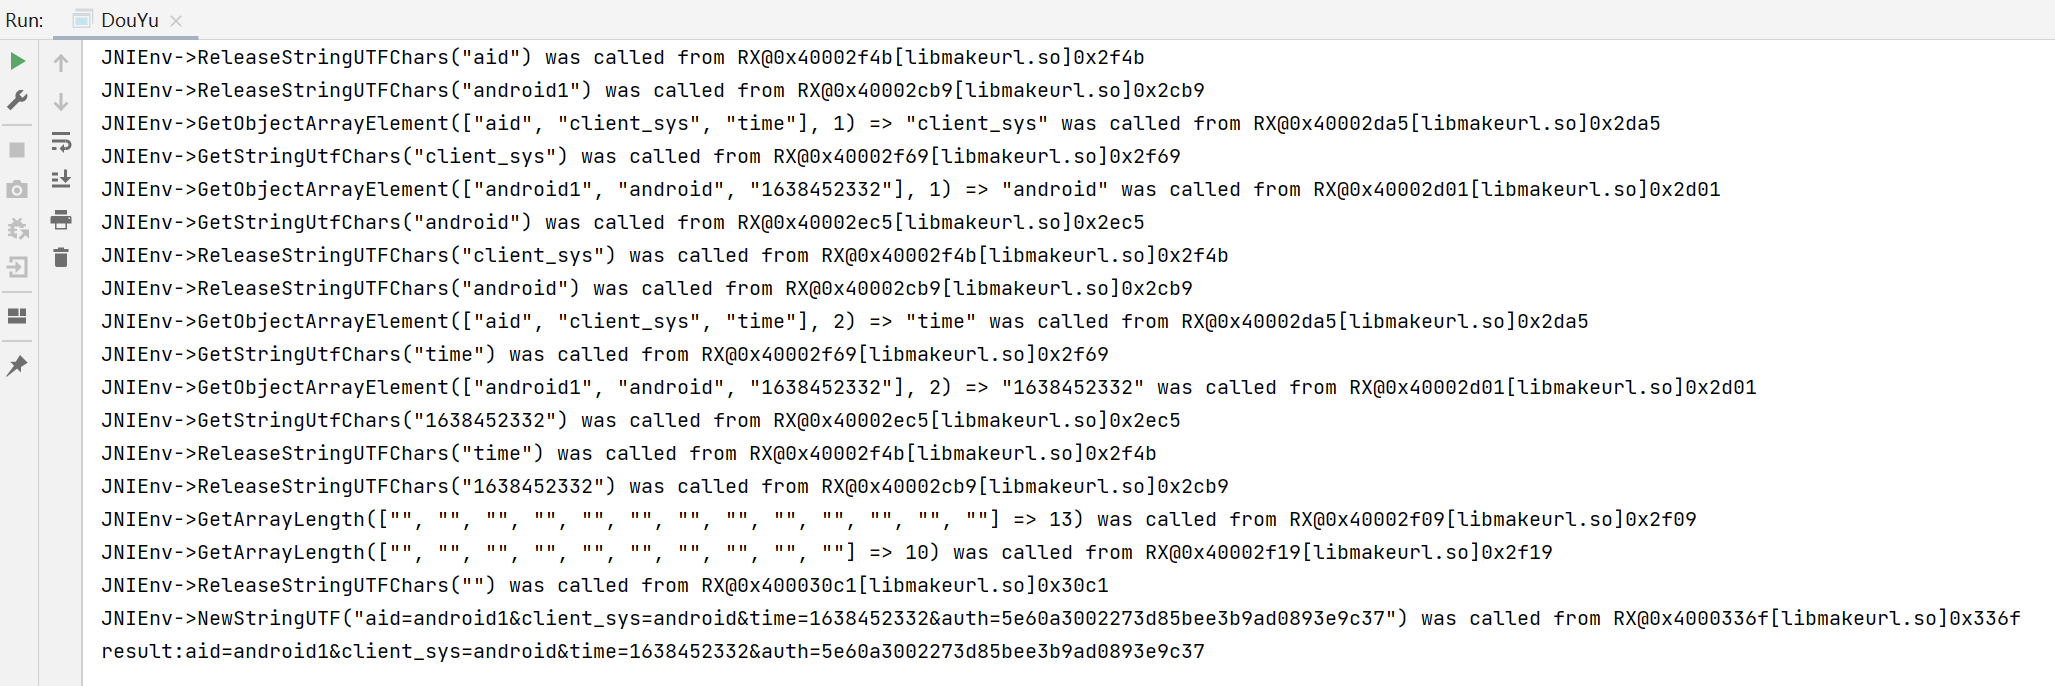 Run: DouYu
JNIEnv->ReleaseStringUTFChars("aid") was called from RX@0x40002f4b[libmakeurl.so]0x2f4b
JNIEnv->ReleaseStringUTFChars("android1") was called from RX@0x40002cb9[libmakeurl.so]0x2cb9
JNIEnv->GetObjectArrayElement(["aid", "client_sys", "time"], 1) => "client_sys" was called from RX@0x40002da5[libmakeurl.so]0x2da5
JNIEnv->GetStringUtfChars("client_sys") was called from RX@0x40002f69[libmakeurl.so]0x2f69
JNIEnv->GetObjectArrayElement(["android1", "android", "1638452332"], 1) => "android" was called from RX@0x40002d01[libmakeurl.so]0x2d01
JNIEnv->GetStringUtfChars("android") was called from RX@0x40002ec5[libmakeurl.so]0x2ec5
JNIEnv->ReleaseStringUTFChars("client_sys") was called from RX@0x40002f4b[libmakeurl.so]0x2f4b
JNIEnv->ReleaseStringUTFChars("android") was called from RX@0x40002cb9[libmakeurl.so]0x2cb9
JNIEnv->GetObjectArrayElement(["aid", "client_sys", "time"], 2) => "time" was called from RX@0x40002da5[libmakeurl.so]0x2da5
JNIEnv->GetStringUtfChars("time") was called from RX@0x40002f69[libmakeurl.so]0x2f69
JNIEnv->GetObjectArrayElement(["android1", "android", "1638452332"], 2) => "1638452332" was called from RX@0x40002d01[libmakeurl.so]0x2d01
JNIEnv->GetStringUtfChars("1638452332") was called from RX@0x40002ec5[libmakeurl.so]0x2ec5
JNIEnv->ReleaseStringUTFChars("time") was called from RX@0x40002f4b[libmakeurl.so]0x2f4b
JNIEnv->ReleaseStringUTFChars("1638452332") was called from RX@0x40002cb9[libmakeurl.so]0x2cb9
JNIEnv->GetArrayLength(["", "", "", "", "", "", "", "", "", "", "", "", ""] => 13) was called from RX@0x40002f09[libmakeurl.so]0x2f09
JNIEnv->GetArrayLength(["", "", "", "", "", "", "", "", "", ""] => 10) was called from RX@0x40002f19[libmakeurl.so]0x2f19
JNIEnv->ReleaseStringUTFChars("") was called from RX@0x400030c1[libmakeurl.so]0x30c1
JNIEnv->NewStringUTF("aid=android1&client_sys=android&time=1638452332&auth=5e60a3002273d85bee3b9ad0893e9c37") was called from RX@0x4000336f[libmakeurl.so]0x336f
result:aid=android1&client_sys=android&time=1638452332&auth=5e60a3002273d85bee3b9ad0893e9c37